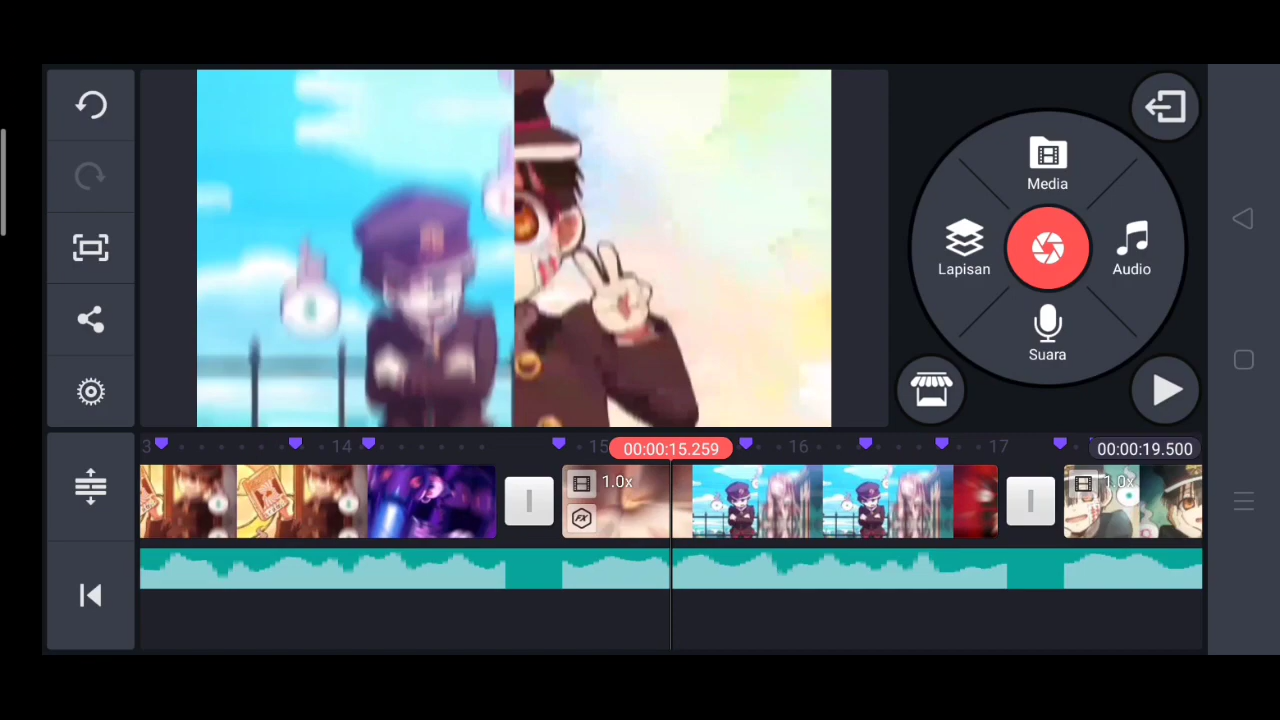 Media
Lapisan
Audio
Suara
3
14
15
00:00:15.259
16
17
00:00:19.500
1.0x
1.0x
FX